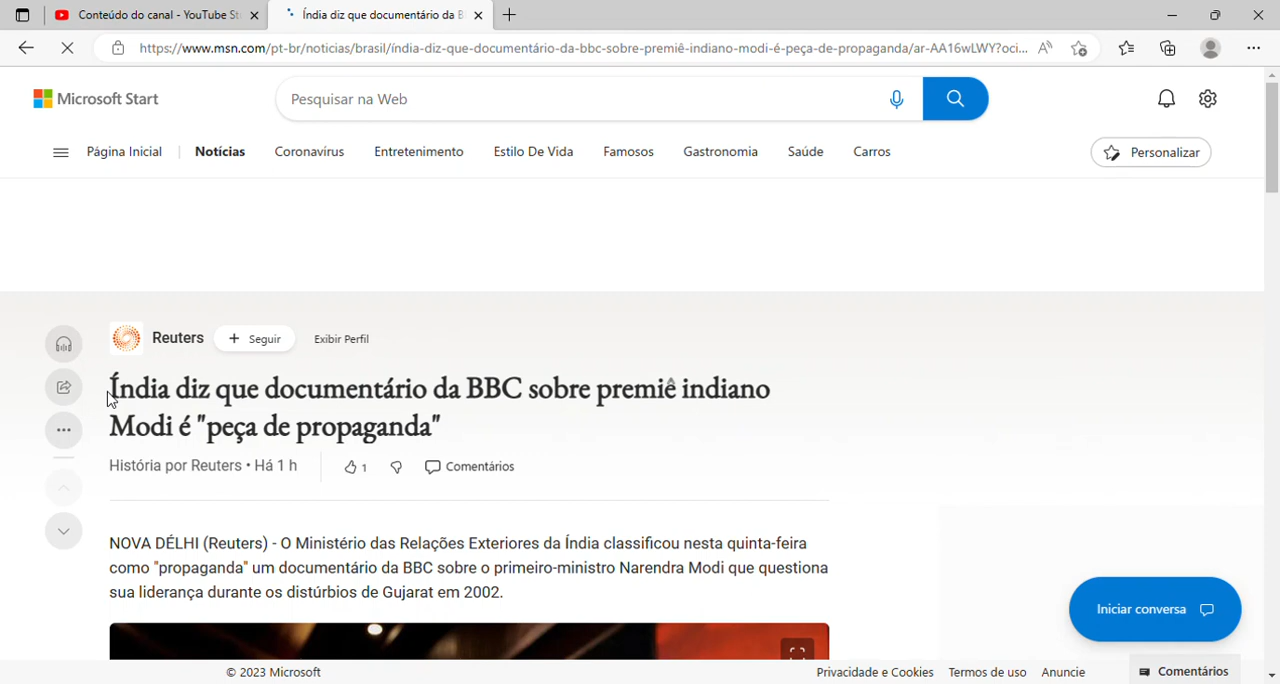 Conteúdo do canal - YouTube St
Índia diz que documentário da B
https://www.msn.com/pt-br/noticias/brasil/índia-diz-que-documentário-da-bbc-sobre-premiê-indiano-modi-é-peça-de-propaganda/ar-AA16wLWY?oci...
Microsoft Start
Pesquisar na Web
Página Inicial
Notícias
Coronavírus
Entretenimento
Estilo De Vida
Famosos
Gastronomia
Saúde
Carros
Personalizar
Reuters
+ Seguir
Exibir Perfil
Índia diz que documentário da BBC sobre premiê indiano
Modi é "peça de propaganda"
História por Reuters • Há 1 h
1
Comentários
NOVA DÉLHI (Reuters) - O Ministério das Relações Exteriores da Índia classificou nesta quinta-feira
como "propaganda" um documentário da BBC sobre o primeiro-ministro Narendra Modi que questiona
sua liderança durante os distúrbios de Gujarat em 2002.
Iniciar conversa
© 2023 Microsoft
Privacidade e Cookies
Termos de uso
Anuncie
Comentários